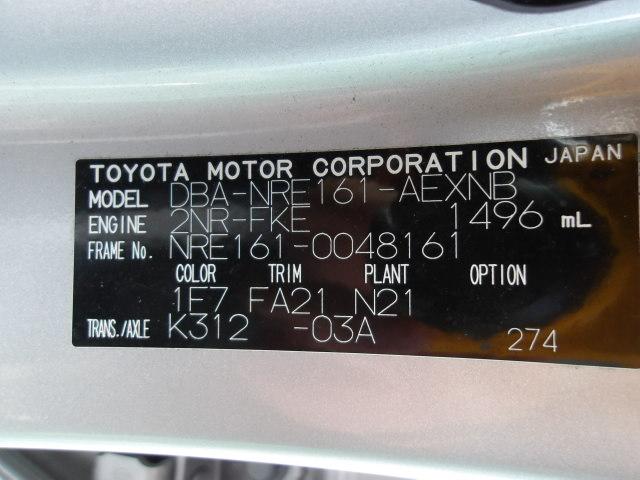 TOYOTA MOTOR CORPORATION JAPAN
MODEL DBA-NRE161-AEXNB
ENGINE 2NR-FKE 1496 mL
FRAME No. NRE161-0048161
COLOR TRIM PLANT OPTION
1F7 FA21 N21
TRANS./AXLE K312 -03A 274